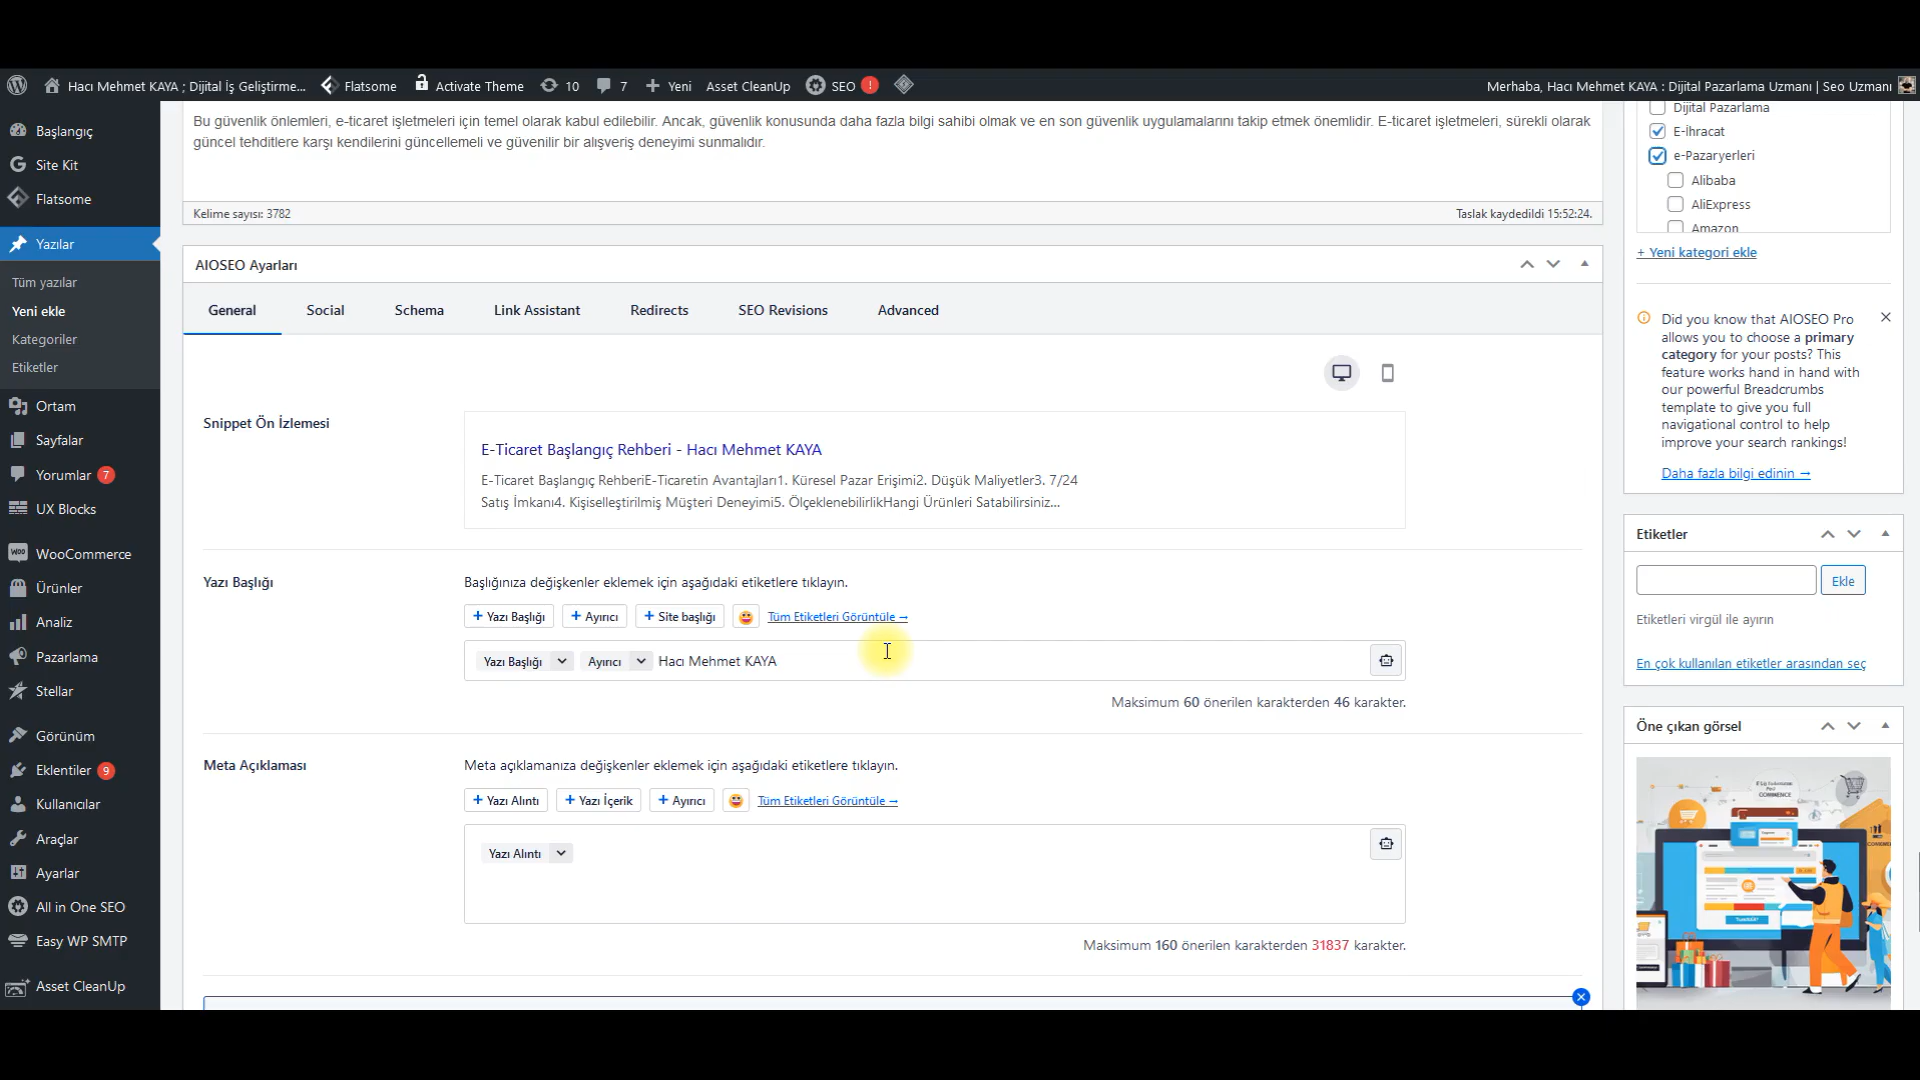 Hacı Mehmet KAYA ; Dijital İş Geliştirme...
Flatsome
Activate Theme
10
7
Yeni
Asset CleanUp
SEO
!
Merhaba, Hacı Mehmet KAYA : Dijital Pazarlama Uzmanı | Seo Uzmanı
Başlangıç
Site Kit
Flatsome
Yazılar
Tüm yazılar
Yeni ekle
Kategoriler
Etiketler
Ortam
Sayfalar
Yorumlar 7
UX Blocks
WooCommerce
Ürünler
Analiz
Pazarlama
Stellar
Görünüm
Eklentiler 9
Kullanıcılar
Araçlar
Ayarlar
All in One SEO
Easy WP SMTP
Asset CleanUp
Bu güvenlik önlemleri, e-ticaret işletmeleri için temel olarak kabul edilebilir. Ancak, güvenlik konusunda daha fazla bilgi sahibi olmak ve en son güvenlik uygulamalarını takip etmek önemlidir. E-ticaret işletmeleri, sürekli olarak
güncel tehditlere karşı kendilerini güncellemeli ve güvenilir bir alışveriş deneyimi sunmalıdır.
Kelime sayısı: 3782
Taslak kaydedildi 15:52:24.
AIOSEO Ayarları
General
Social
Schema
Link Assistant
Redirects
SEO Revisions
Advanced
Snippet Ön İzlemesi
E-Ticaret Başlangıç Rehberi - Hacı Mehmet KAYA
E-Ticaret Başlangıç RehberiE-Ticaretin Avantajları1. Küresel Pazar Erişimi2. Düşük Maliyetler3. 7/24
Satış İmkanı4. Kişiselleştirilmiş Müşteri Deneyimi5. ÖlçeklenebilirlikHangi Ürünleri Satabilirsiniz...
Yazı Başlığı
Başlığınıza değişkenler eklemek için aşağıdaki etiketlere tıklayın.
+ Yazı Başlığı
+ Ayırıcı
+ Site başlığı
Tüm Etiketleri Görüntüle →
Yazı Başlığı
Ayırıcı
Hacı Mehmet KAYA
Maksimum 60 önerilen karakterden 46 karakter.
Meta Açıklaması
Meta açıklamanıza değişkenler eklemek için aşağıdaki etiketlere tıklayın.
+ Yazı Alıntı
+ Yazı İçerik
+ Ayırıcı
Tüm Etiketleri Görüntüle →
Yazı Alıntı
Maksimum 160 önerilen karakterden 31837 karakter.
Dijital Pazarlama
E-İhracat
e-Pazaryerleri
Alibaba
AliExpress
Amazon
+ Yeni kategori ekle
Did you know that AIOSEO Pro
allows you to choose a primary
category for your posts? This
feature works hand in hand with
our powerful Breadcrumbs
template to give you full
navigational control to help
improve your search rankings!
Daha fazla bilgi edinin →
Etiketler
Ekle
Etiketleri virgül ile ayırın
En çok kullanılan etiketler arasından seç
Öne çıkan görsel
COMMERCE